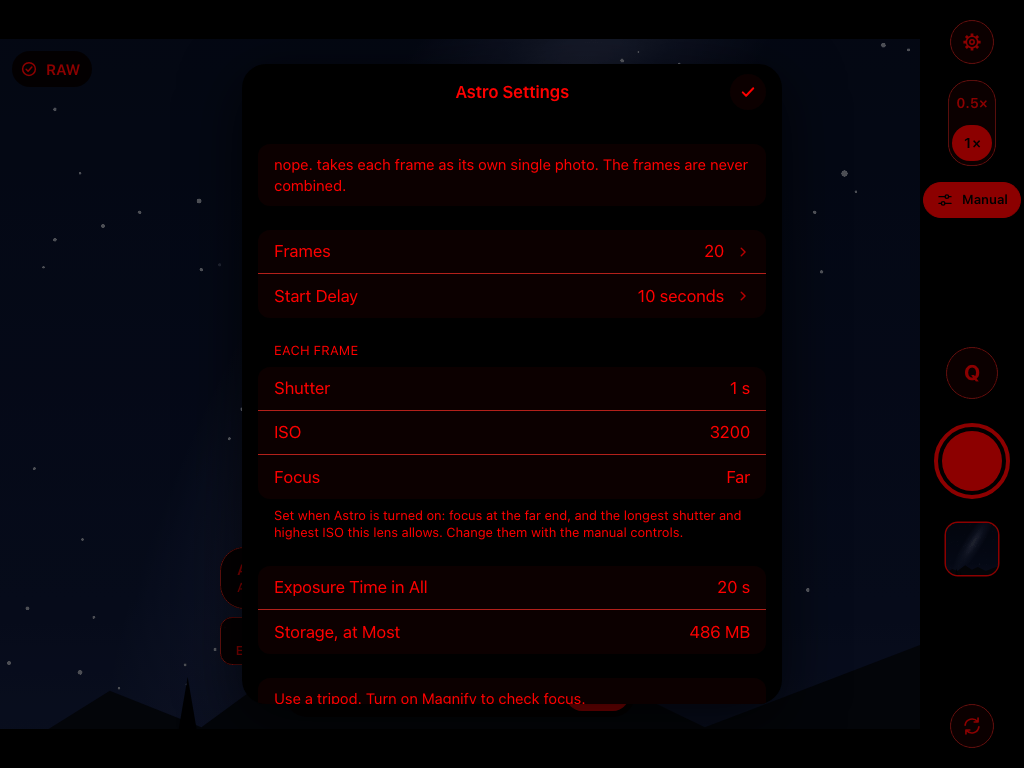 RAW
Astro Settings
0.5×
1×
Manual
nope. takes each frame as its own single photo. The frames are never
combined.
Frames 20
Start Delay 10 seconds
EACH FRAME
Shutter 1 s
ISO 3200
Focus Far
Set when Astro is turned on: focus at the far end, and the longest shutter and
highest ISO this lens allows. Change them with the manual controls.
Exposure Time in All 20 s
Storage, at Most 486 MB
Use a tripod. Turn on Magnify to check focus.
Q